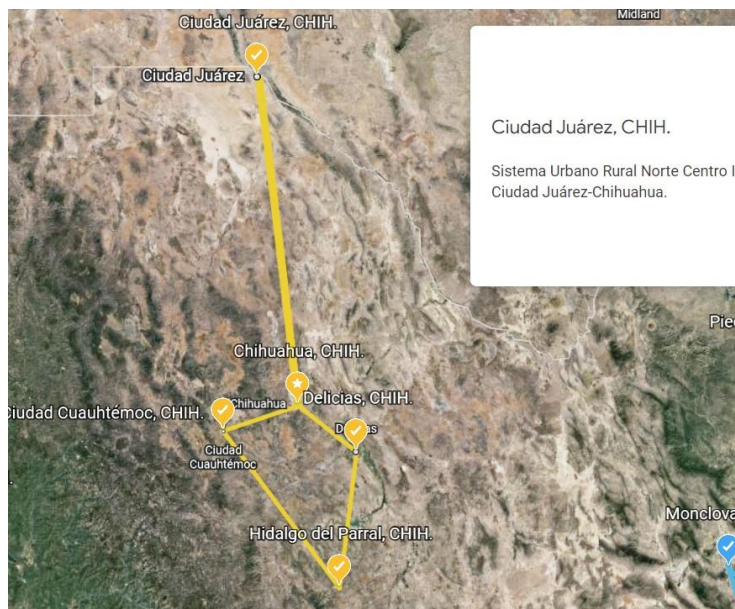 Midland
Ciudad Juárez, CHIH.
Ciudad Juárez
Ciudad Juárez, CHIH.
Sistema Urbano Rural Norte Centro I
Ciudad Juárez-Chihuahua.
Pie
Chihuahua, CHIH.
Chihuahua
Delicias, CHIH.
Ciudad Cuauhtémoc, CHIH.
Ciudad
Cuauhtémoc
Hidalgo del Parral, CHIH.
Monclova